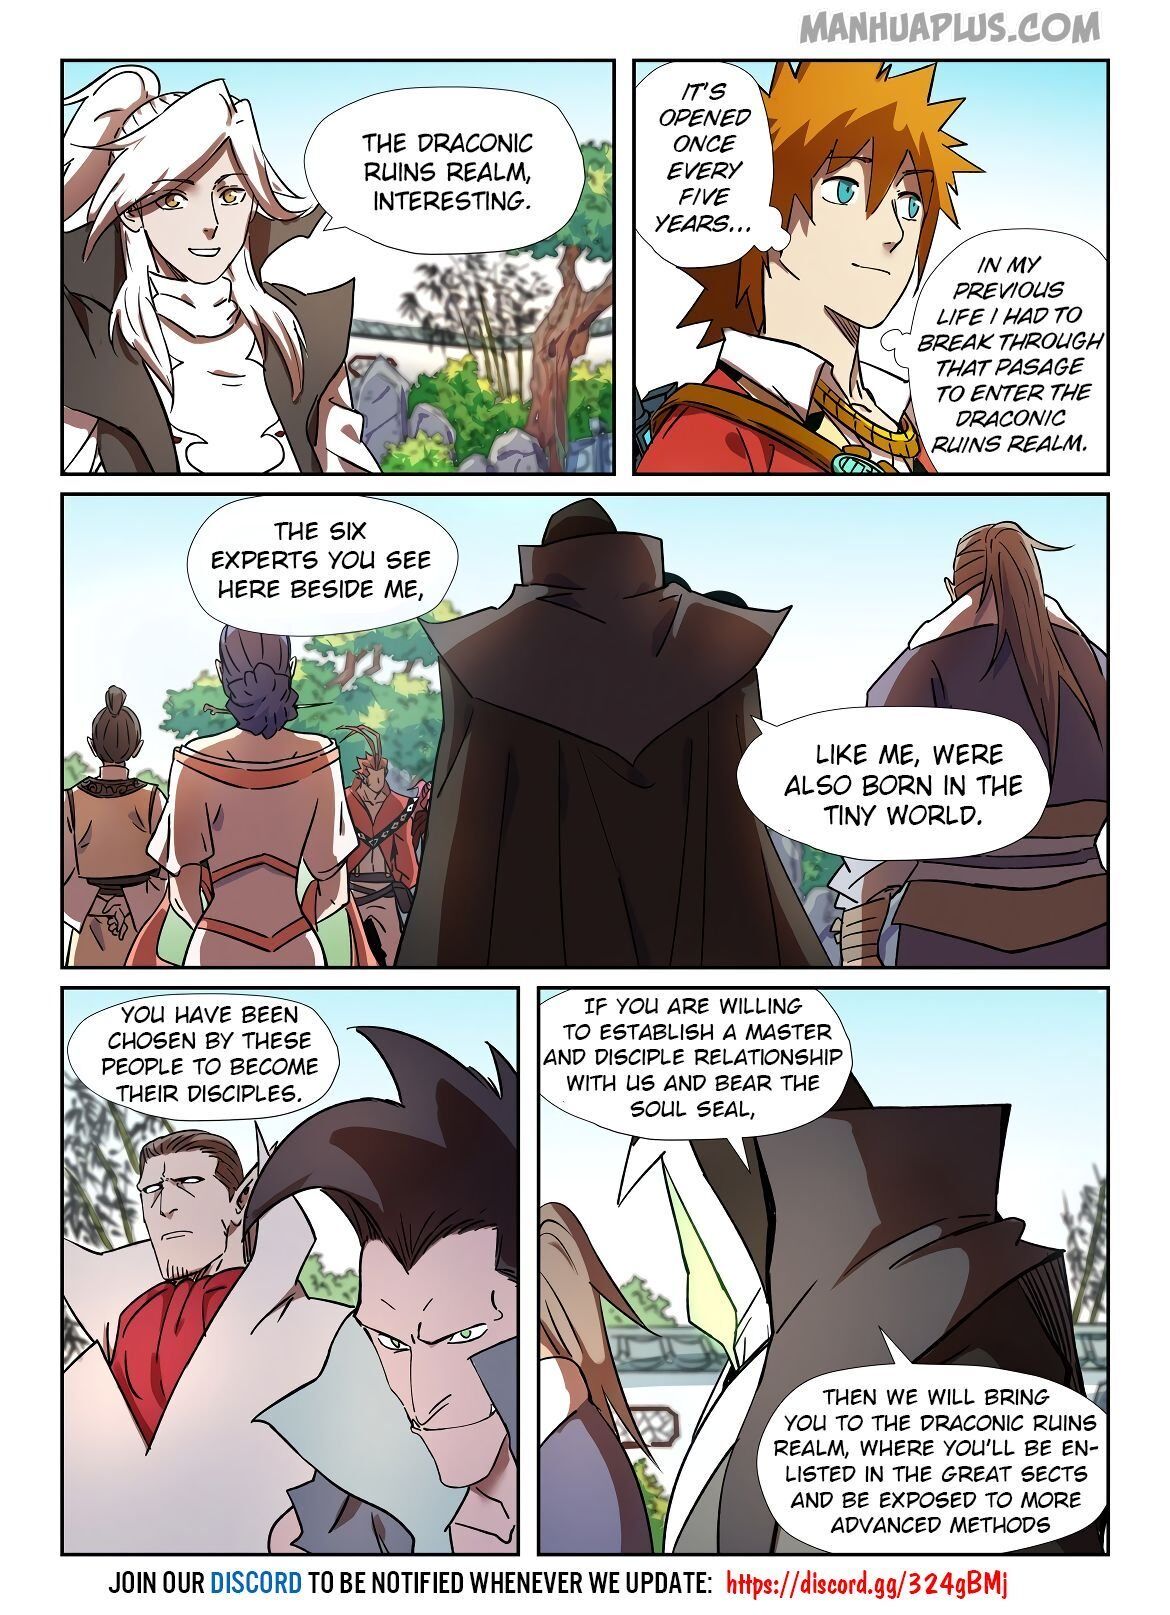 MANHUAPLUS.COM
THE DRACONIC
RUINS REALM,
INTERESTING.
IT'S
OPENED
ONCE
EVERY
FIVE
YEARS...
IN MY
PREVIOUS
LIFE I HAD TO
BREAK THROUGH
THAT PASAGE
TO ENTER THE
DRACONIC
RUINS REALM.
THE SIX
EXPERTS YOU SEE
HERE BESIDE ME,
LIKE ME, WERE
ALSO BORN IN THE
TINY WORLD.
YOU HAVE BEEN
CHOSEN BY THESE
PEOPLE TO BECOME
THEIR DISCIPLES.
IF YOU ARE WILLING
TO ESTABLISH A MASTER
AND DISCIPLE RELATIONSHIP
WITH US AND BEAR THE
SOUL SEAL,
THEN WE WILL BRING
YOU TO THE DRACONIC RUINS
REALM, WHERE YOU'LL BE EN-
LISTED IN THE GREAT SECTS
AND BE EXPOSED TO MORE
ADVANCED METHODS
JOIN OUR DISCORD TO BE NOTIFIED WHENEVER WE UPDATE: https://discord.gg/324gBMj